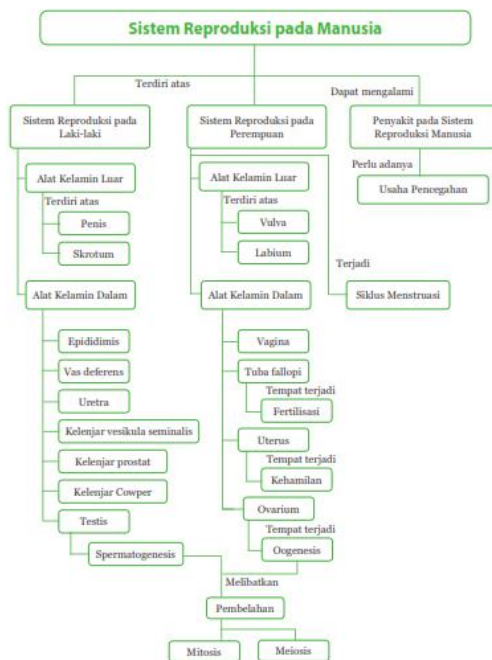 Sistem Reproduksi pada Manusia
Terdiri atas
Dapat mengalami
Sistem Reproduksi pada
Laki-laki
Sistem Reproduksi pada
Perempuan
Penyakit pada Sistem
Reproduksi Manusia
Perlu adanya
Usaha Pencegahan
Alat Kelamin Luar
Terdiri atas
Penis
Skrotum
Alat Kelamin Dalam
Epididimis
Vas deferens
Uretra
Kelenjar vesikula seminalis
Kelenjar prostat
Kelenjar Cowper
Testis
Spermatogenesis
Alat Kelamin Luar
Terdiri atas
Vulva
Labium
Terjadi
Siklus Menstruasi
Alat Kelamin Dalam
Vagina
Tuba fallopi
Tempat terjadi
Fertilisasi
Uterus
Tempat terjadi
Kehamilan
Ovarium
Tempat terjadi
Oogenesis
Melibatkan
Pembelahan
Mitosis
Meiosis